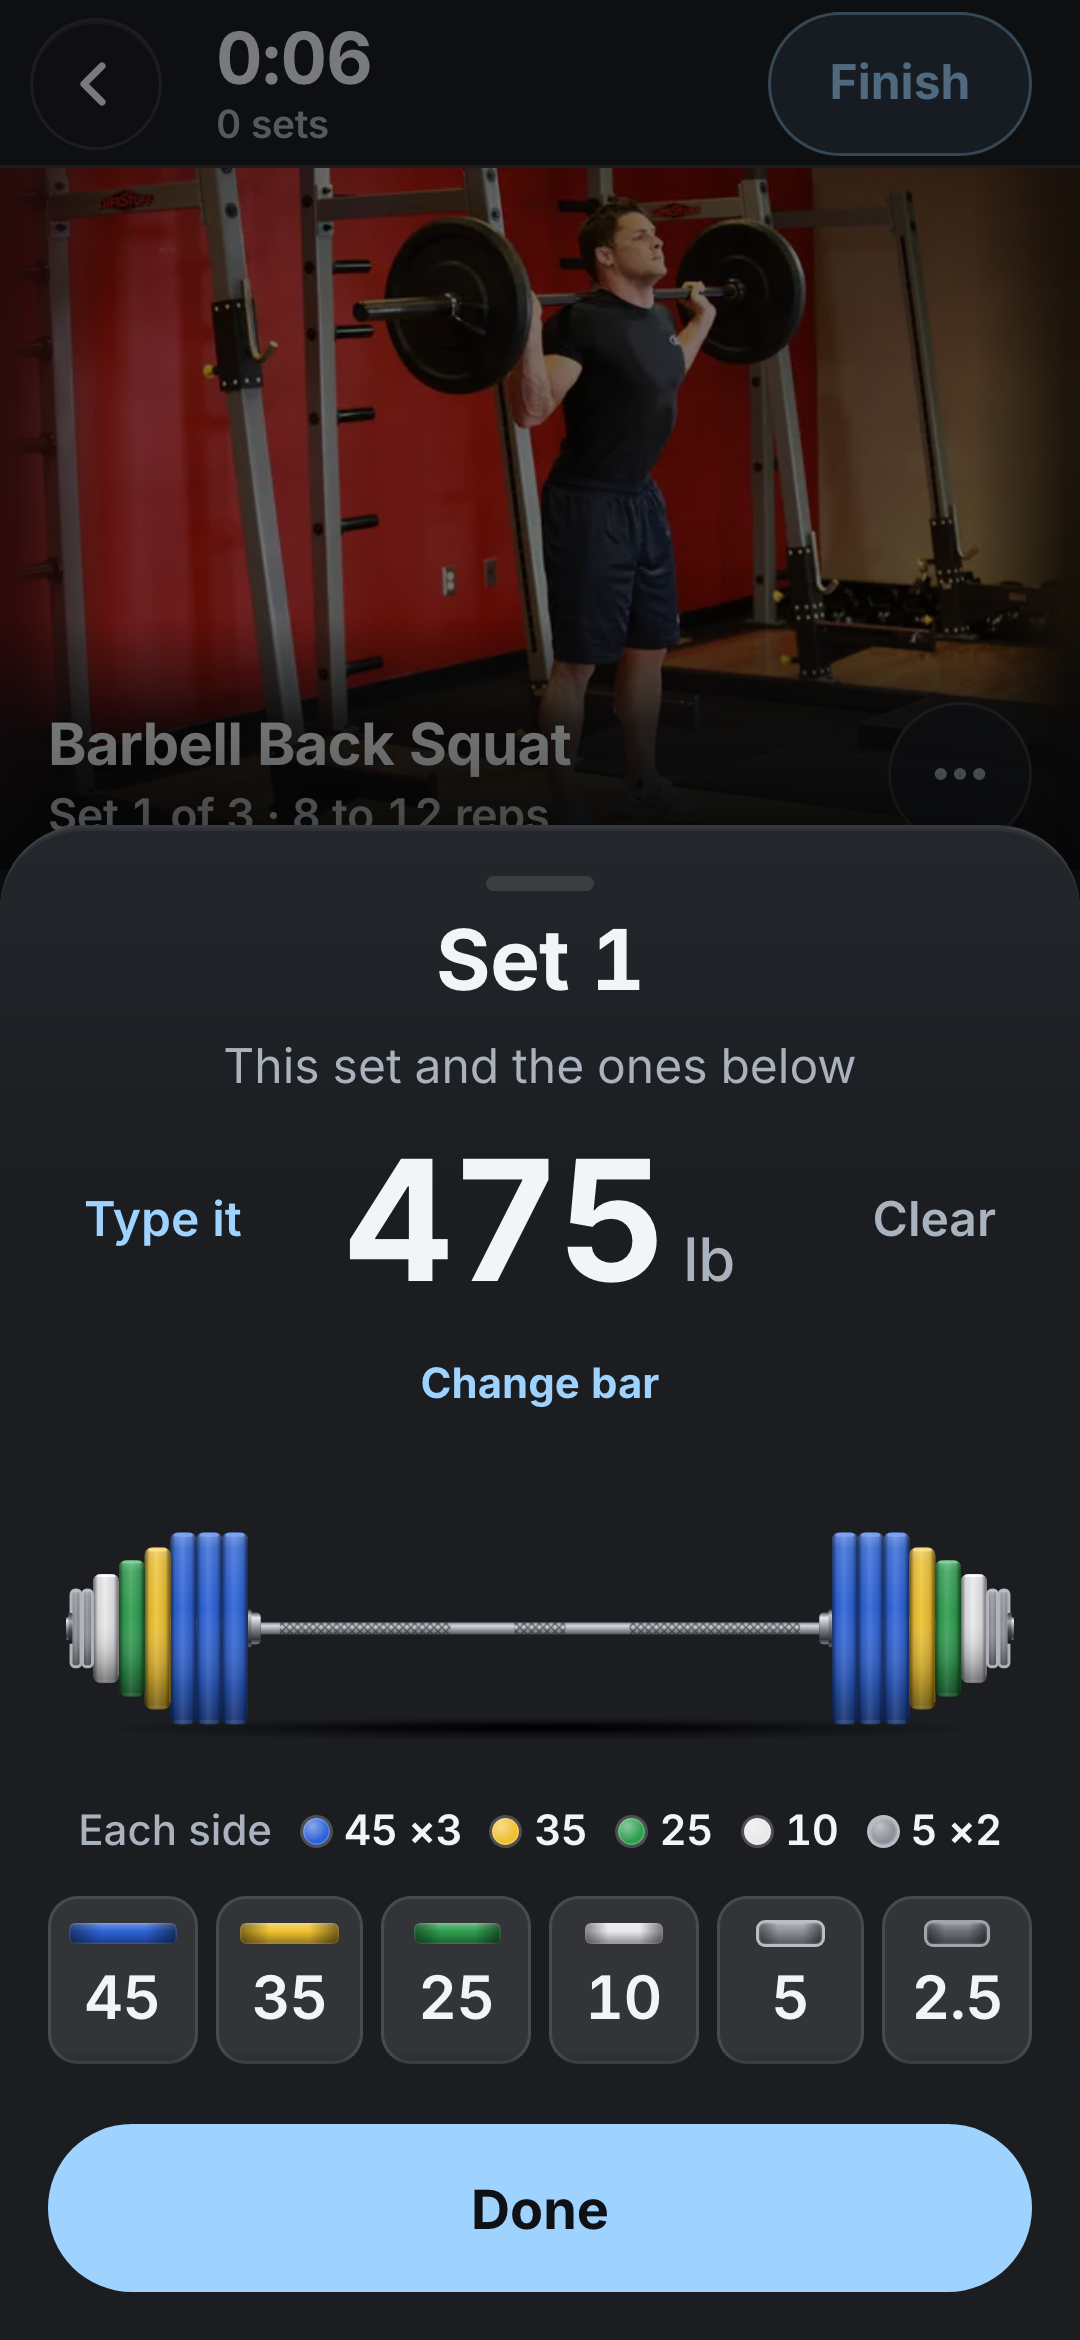 0:06
0 sets
Finish
Barbell Back Squat
Set 1 of 3 · 8 to 12 reps
Set 1
This set and the ones below
Type it
475 lb
Clear
Change bar
Each side 45 ×3 35 25 10 5 ×2
45 35 25 10 5 2.5
Done